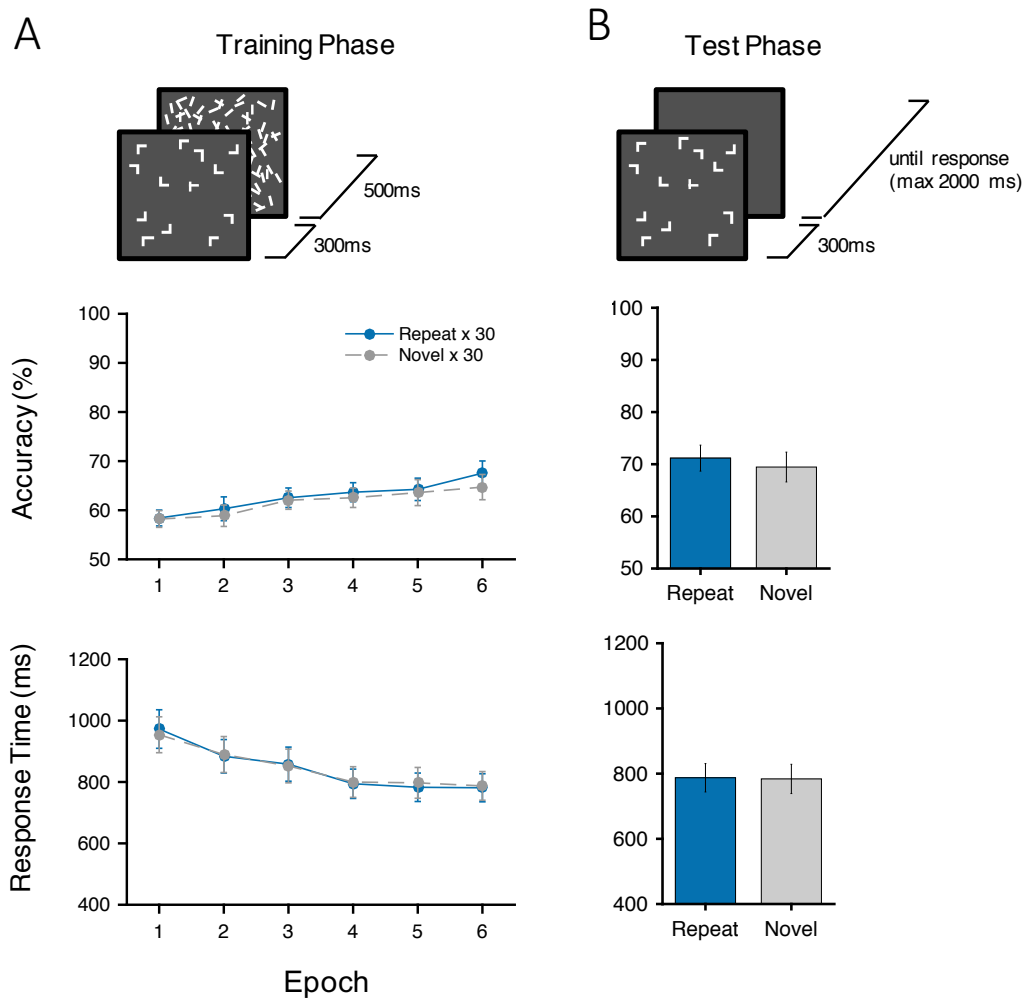 A
Training Phase
500ms
300ms
B
Test Phase
until response
(max 2000 ms)
300ms
Accuracy (%)
100
90
80
70
60
50
Repeat x 30
Novel x 30
1 2 3 4 5 6
100
90
80
70
60
50
Repeat Novel
Response Time (ms)
1200
1000
800
600
400
1 2 3 4 5 6
Epoch
1200
1000
800
600
400
Repeat Novel